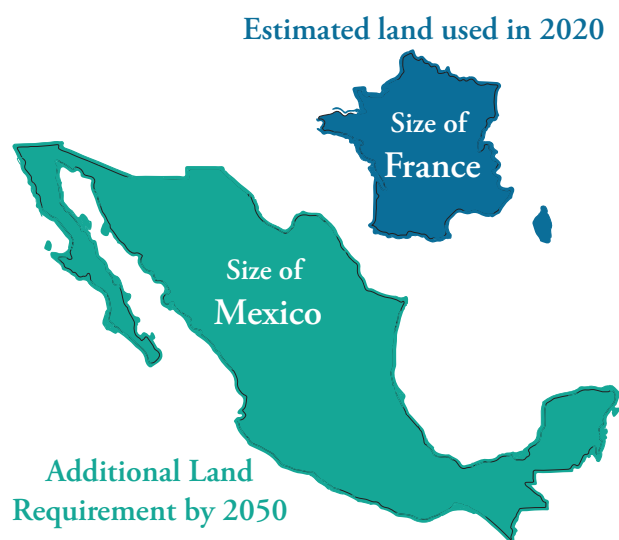 Estimated land used in 2020
Size of
France
Size of
Mexico
Additional Land
Requirement by 2050